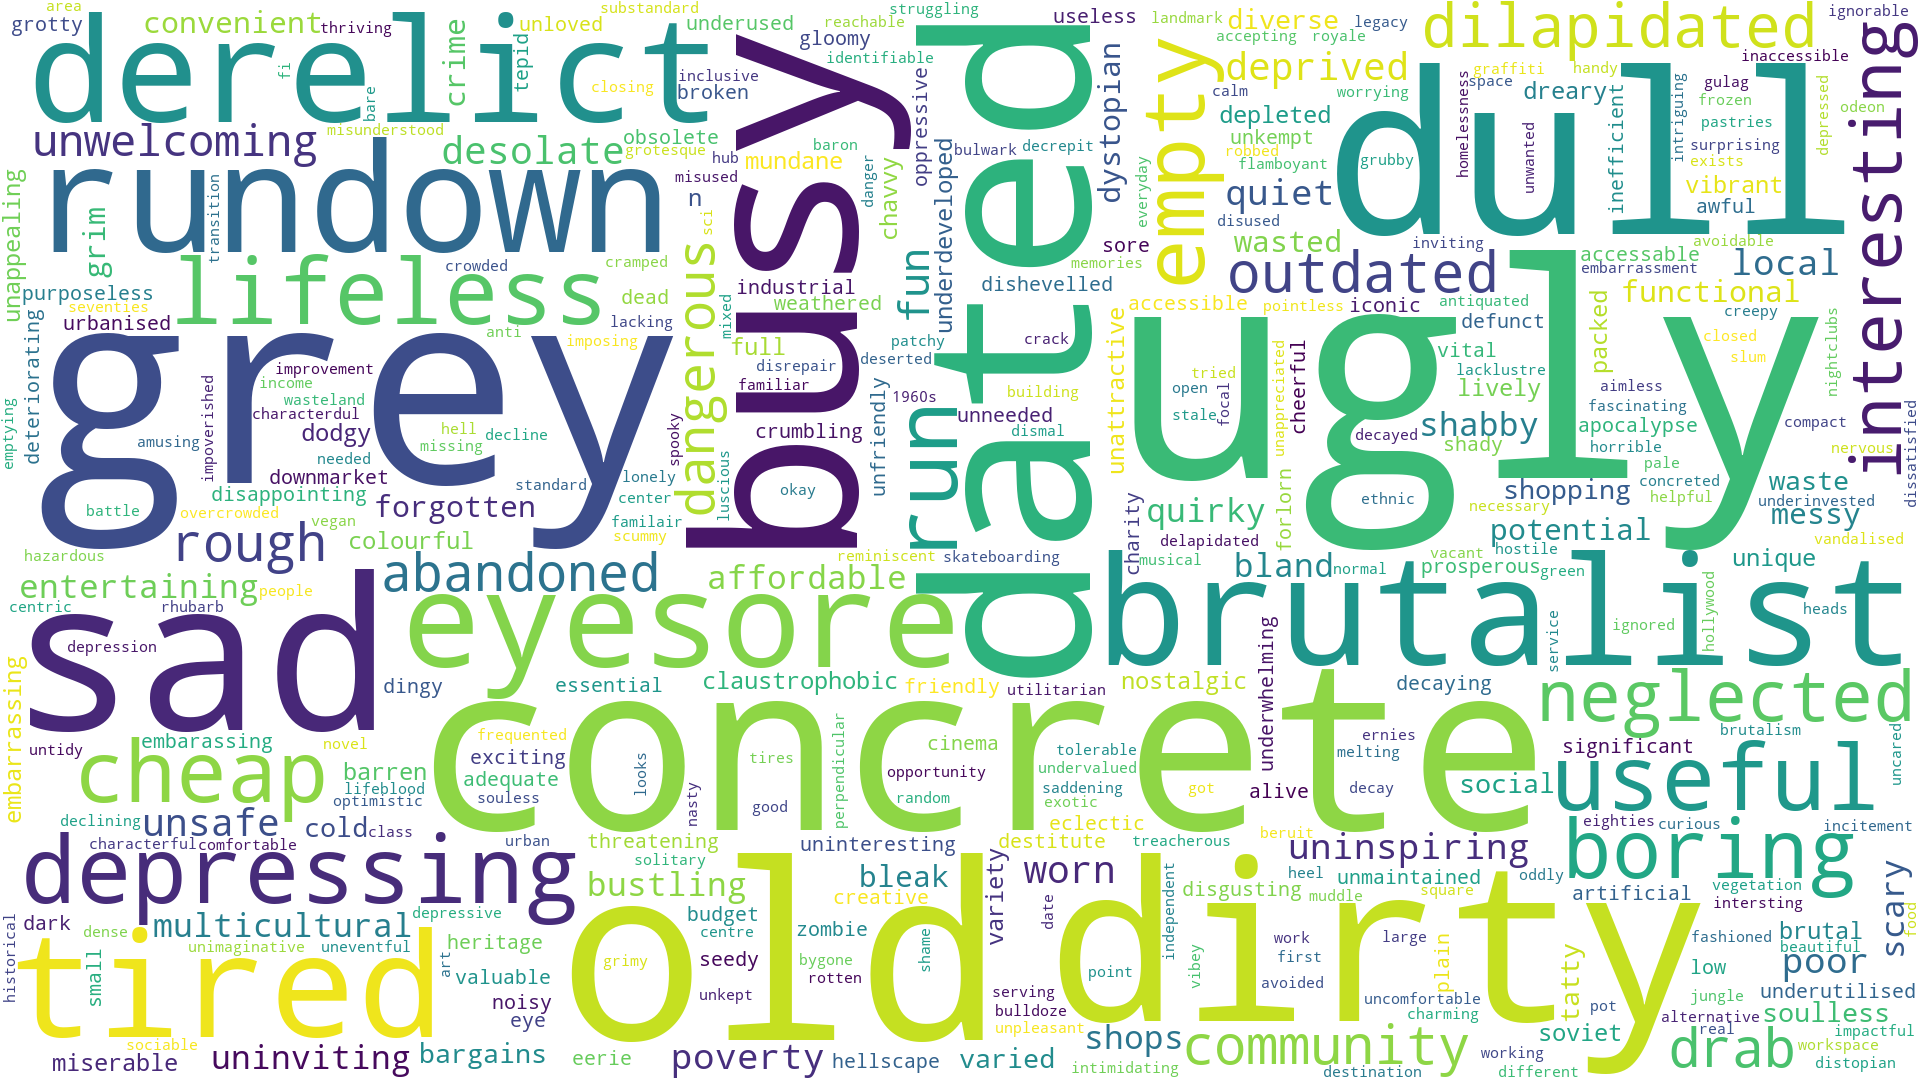 area
grotty
convenient
thriving
derelict
fi
bare
crime
tepid
unloved
substandard
closing
underused
inclusive
broken
gloomy
useless
struggling
reachable
identifiable
busy
dated
run
landmark
accepting
royale
diverse
legacy
dilapidated
ignorable
inaccessible
interesting
unwelcoming
misunderstood
desolate
obsolete
grotesque
hub
misused
mundane
baron
danger
chavvy
oppressive
bulwark
decrepit
dystopian
empty
deprived
calm
worrying
depleted
unkempt
robbed
flamboyant
graffiti
handy
space
dreary
homelessness
grubby
unwanted
inefficient
intriguing
gulag
frozen
pastries
surprising
exists
vibrant
awful
depressed
odeon
dull
rundown
transition
n
sci
underdeveloped
everyday
quiet
disused
unappealing
grim
crowded
cramped
lifeless
dead
dangerous
industrial
weathered
mixed
fun
dishevelled
sore
memories
wasted
inviting
outdated
accessable
embarrassment
avoidable
local
functional
purposeless
seventies
urbanised
deteriorating
anti
lacking
imposing
full
disrepair
familiar
patchy
deserted
crack
accessible
pointless
iconic
antiquated
defunct
packed
creepy
closed
slum
grey
improvement
income
wasteland
characterdul
dodgy
impoverished
amusing
needed
downmarket
hell
missing
decline
spooky
luscious
crumbling
unfriendly
1960s
building
unneeded
dismal
unattractive
ugly
tried
open
stale
focal
unappreciated
cheerful
decayed
vital
lacklustre
lively
shabby
shady
aimless
fascinating
apocalypse
horrible
compact
nightclubs
emptying
standard
lonely
center
familair
scummy
okay
pale
concreted
helpful
nervous
dissatisfied
disappointing
battle
overcrowded
vegan
forgotten
ethnic
shopping
necessary
waste
underinvested
messy
rough
colourful
reminiscent
skateboarding
charity
quirky
delapidated
musical
forlorn
potential
hostile
vandalised
hazardous
entertaining
people
abandoned
affordable
bland
normal
vacant
prosperous
green
unique
centric
rhubarb
sad
depression
eyesore
brutalist
service
ignored
hollywood
heads
embarrassing
dingy
essential
claustrophobic
friendly
utilitarian
nostalgic
underwhelming
decaying
neglected
untidy
embarassing
novel
concrete
frequented
exciting
adequate
souless
looks
nasty
tires
good
perpendicular
cinema
opportunity
random
tolerable
undervalued
saddening
exotic
eclectic
got
ernies
melting
decay
alive
social
significant
brutalism
uncared
useful
cheap
barren
lifeblood
optimistic
declining
unsafe
cold
class
characterful
comfortable
urban
threatening
solitary
uninteresting
destitute
treacherous
beruit
uninspiring
eighties
curious
incitement
boring
depressing
bustling
bleak
creative
variety
worn
date
independent
disgusting
heel
muddle
unmaintained
square
oddly
artificial
vegetation
intersting
scary
food
dark
dense
multicultural
depressive
unimaginative
uneventful
historical
small
art
heritage
valuable
noisy
eye
old
grimy
budget
centre
seedy
unkept
zombie
bygone
rotten
shame
serving
bulldoze
unpleasant
point
vibey
dirty
work
first
avoided
large
plain
uncomfortable
charming
tatty
pot
fashioned
brutal
beautiful
poor
low
underutilised
jungle
alternative
soulless
real
impactful
tired
sociable
miserable
uninviting
bargains
eerie
poverty
hellscape
varied
intimidating
shops
community
destination
working
different
soviet
drab
workspace
distopian